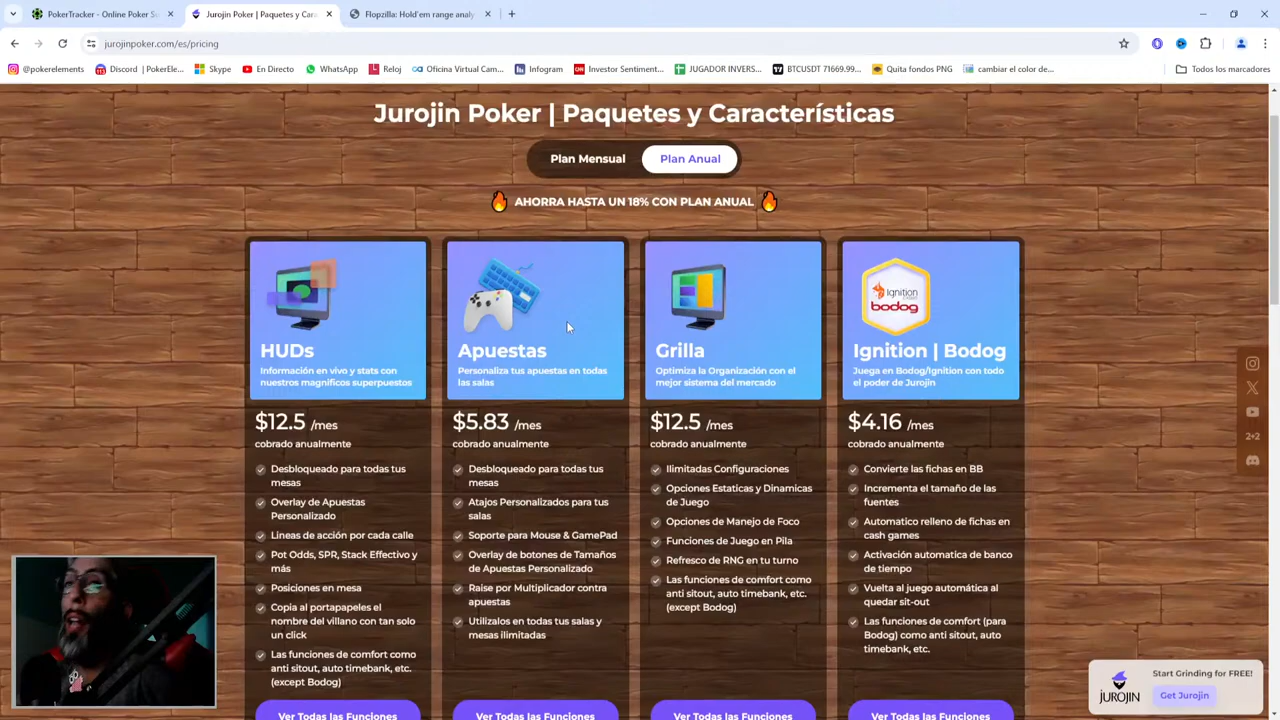 PokerTracker - Online Poker S
Jurojin Poker | Paquetes y Cara
Flopzilla: Hold'em range analy
jurojinpoker.com/es/pricing
@pokerelements
Discord | PokerEle...
Skype
En Directo
WhatsApp
Reloj
Oficina Virtual Cam...
Infogram
Investor Sentiment...
JUGADOR INVERS...
BTCUSDT 71669.99...
Quita fondos PNG
cambiar el color de...
Todos los marcadores
Jurojin Poker | Paquetes y Características
Plan Mensual
Plan Anual
AHORRA HASTA UN 18% CON PLAN ANUAL
HUDs
Información en vivo y stats con
nuestros magnificos superpuestos
$12.5 /mes
cobrado anualmente
Desbloqueado para todas tus
mesas
Overlay de Apuestas
Personalizado
Lineas de acción por cada calle
Pot Odds, SPR, Stack Effectivo y
más
Posiciones en mesa
Copia al portapapeles el
nombre del villano con tan solo
un click
Las funciones de comfort como
anti sitout, auto timebank, etc.
(except Bodog)
Ver Todas las Funciones
Apuestas
Personaliza tus apuestas en todas
las salas
$5.83 /mes
cobrado anualmente
Desbloqueado para todas tus
mesas
Atajos Personalizados para tus
salas
Soporte para Mouse & GamePad
Overlay de botones de Tamaños
de Apuestas Personalizado
Raise por Multiplicador contra
apuestas
Utilizalos en todas tus salas y
mesas ilimitadas
Ver Todas las Funciones
Grilla
Optimiza la Organización con el
mejor sistema del mercado
$12.5 /mes
cobrado anualmente
Ilimitadas Configuraciones
Opciones Estaticas y Dinamicas
de Juego
Opciones de Manejo de Foco
Funciones de Juego en Pila
Refresco de RNG en tu turno
Las funciones de comfort como
anti sitout, auto timebank, etc.
(except Bodog)
Ver Todas las Funciones
Ignition
bodog
Ignition | Bodog
Juega en Bodog/Ignition con todo
el poder de Jurojin
$4.16 /mes
cobrado anualmente
Convierte las fichas en BB
Incrementa el tamaño de las
fuentes
Automatico relleno de fichas en
cash games
Activación automatica de banco
de tiempo
Vuelta al juego automática al
quedar sit-out
Las funciones de comfort (para
Bodog) como anti sitout, auto
timebank, etc.
Ver Todas las Funciones
2+2
JUROJIN
Start Grinding for FREE!
Get Jurojin